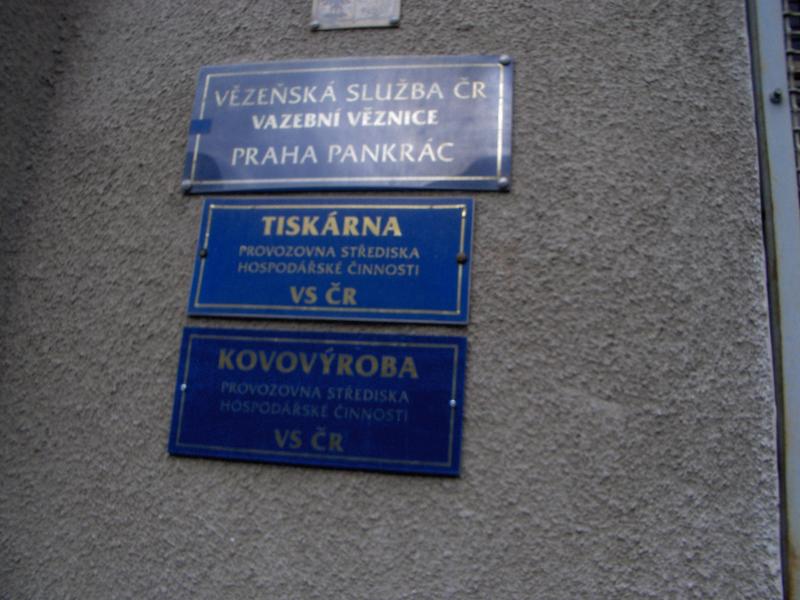 VĚZEŇSKÁ SLUŽBA ČR
VAZEBNÍ VĚZNICE
PRAHA PANKRÁC
TISKÁRNA
PROVOZOVNA STŘEDISKA
HOSPODÁŘSKÉ ČINNOSTI
VS ČR
KOVOVÝROBA
PROVOZOVNA STŘEDISKA
HOSPODÁŘSKÉ ČINNOSTI
VS ČR